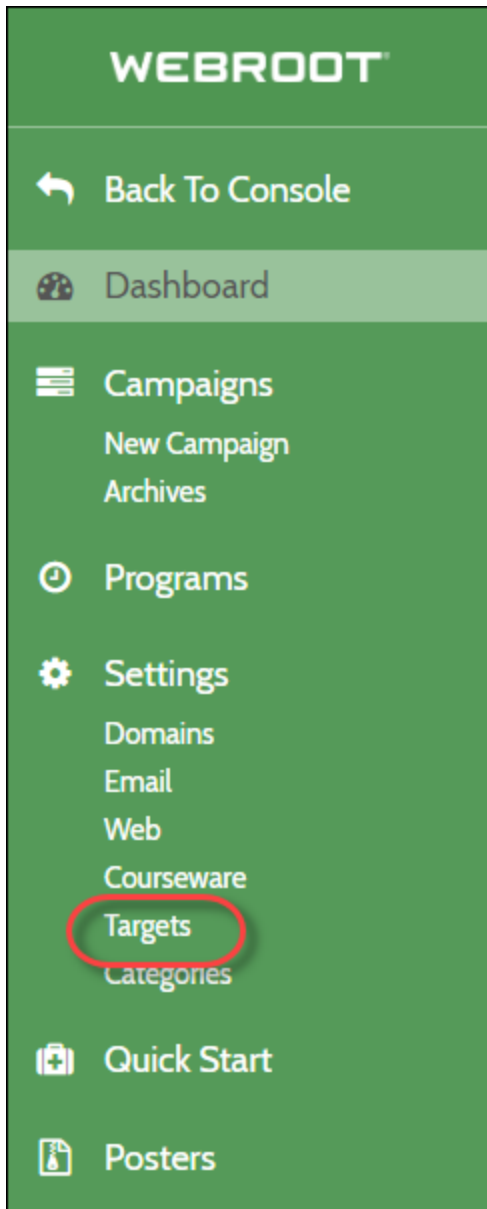 WEBROOT
Back To Console
Dashboard
Campaigns
New Campaign
Archives
Programs
Settings
Domains
Email
Web
Courseware
Targets
Categories
Quick Start
Posters